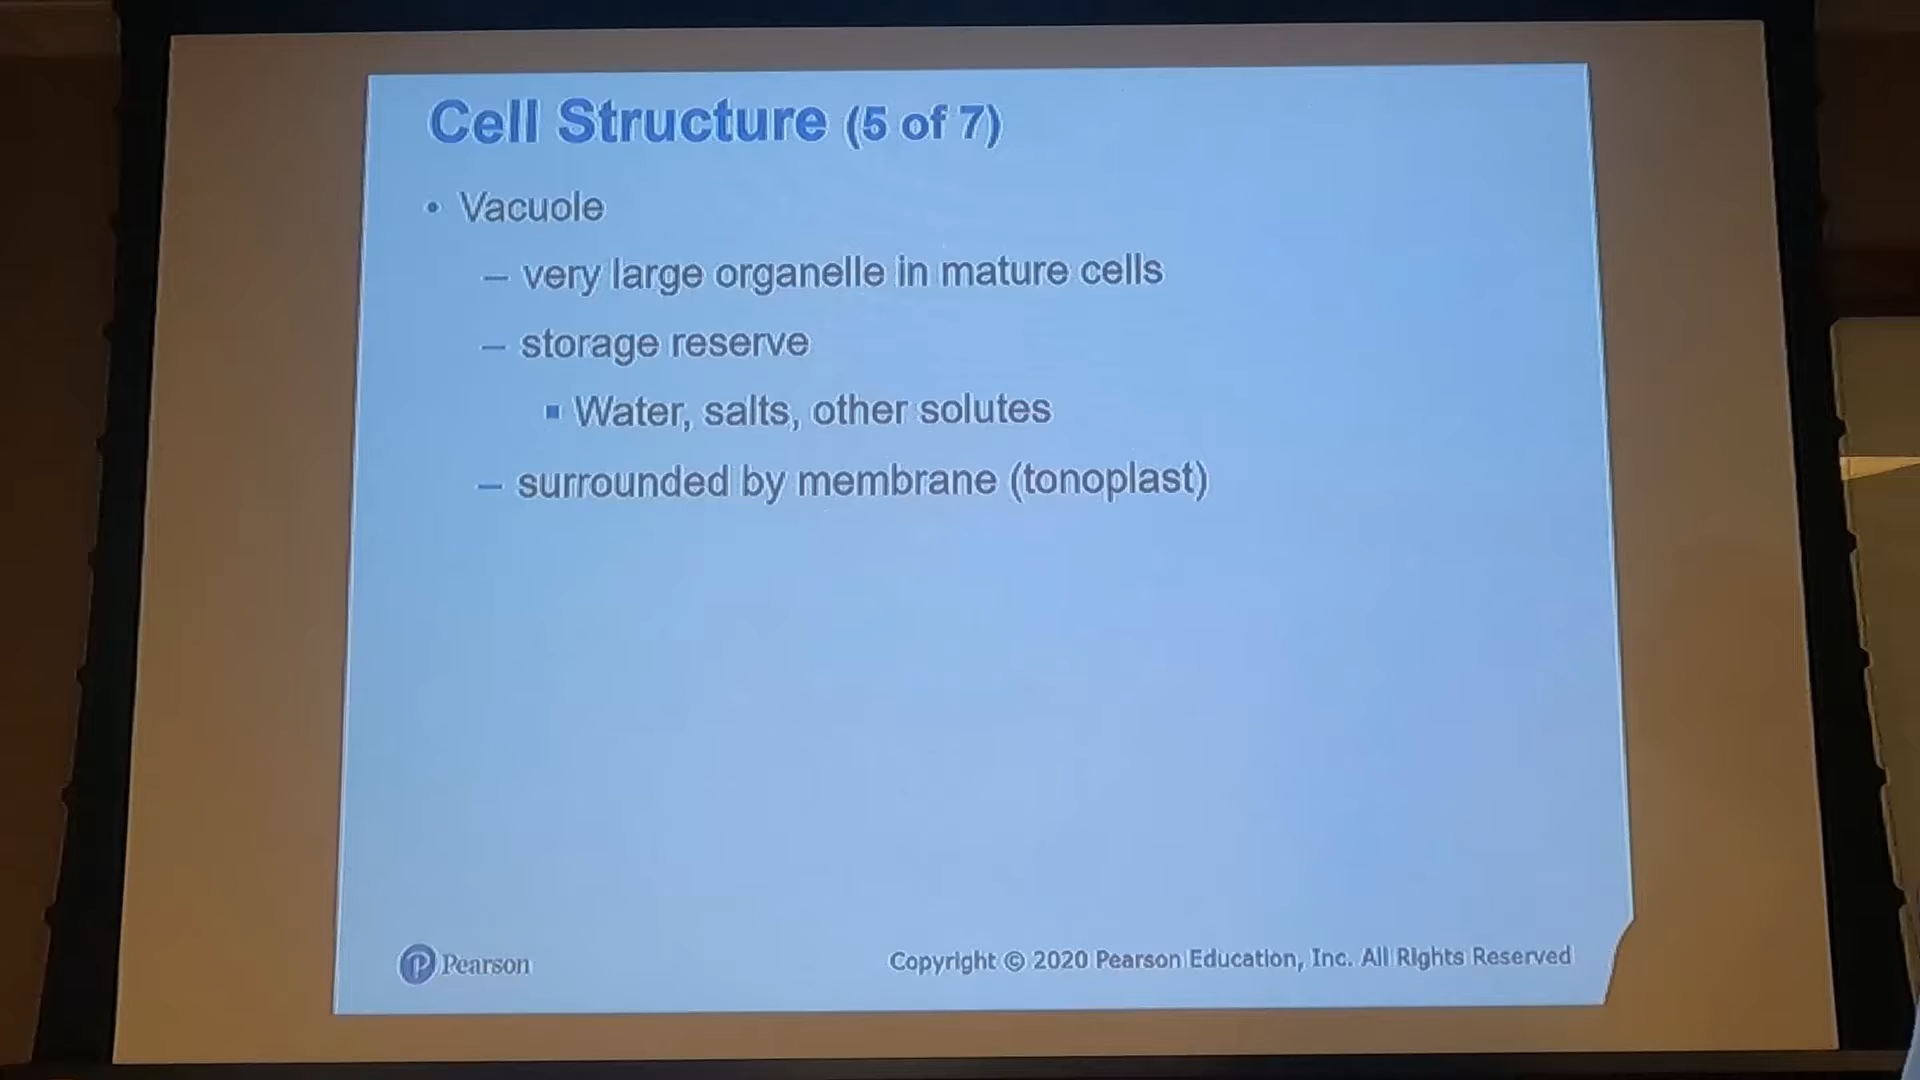 Cell Structure (5 of 7)
• Vacuole
– very large organelle in mature cells
– storage reserve
▪ Water, salts, other solutes
– surrounded by membrane (tonoplast)
Pearson
Copyright © 2020 Pearson Education, Inc. All Rights Reserved